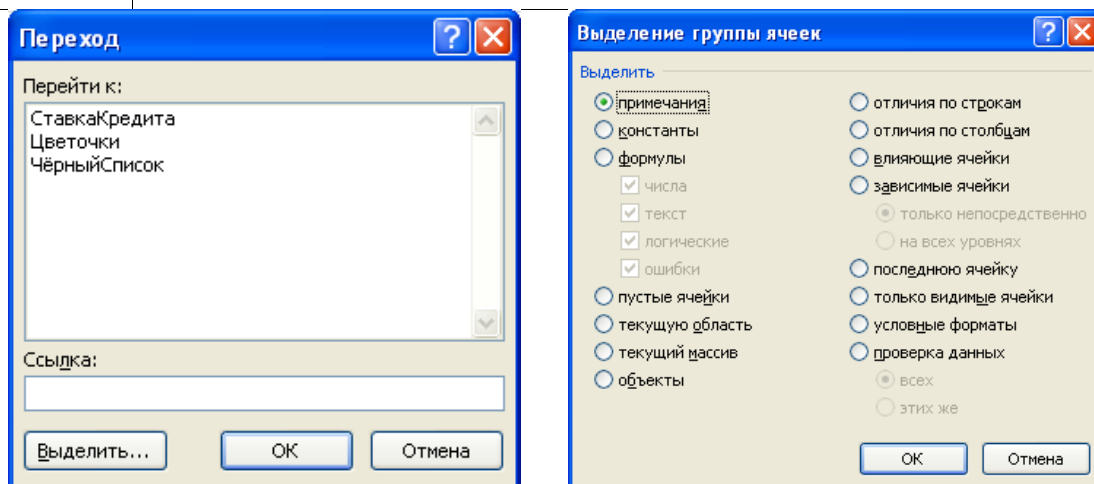 Переход
Перейти к:
СтавкаКредита
Цветочки
ЧёрныйСписок
Ссылка:
Выделить...
ОК
Отмена
Выделение группы ячеек
Выделить
примечания
константы
формулы
числа
текст
логические
ошибки
пустые ячейки
текущую область
текущий массив
объекты
отличия по строкам
отличия по столбцам
влияющие ячейки
зависимые ячейки
только непосредственно
на всех уровнях
последнюю ячейку
только видимые ячейки
условные форматы
проверка данных
всех
этих же
ОК
Отмена